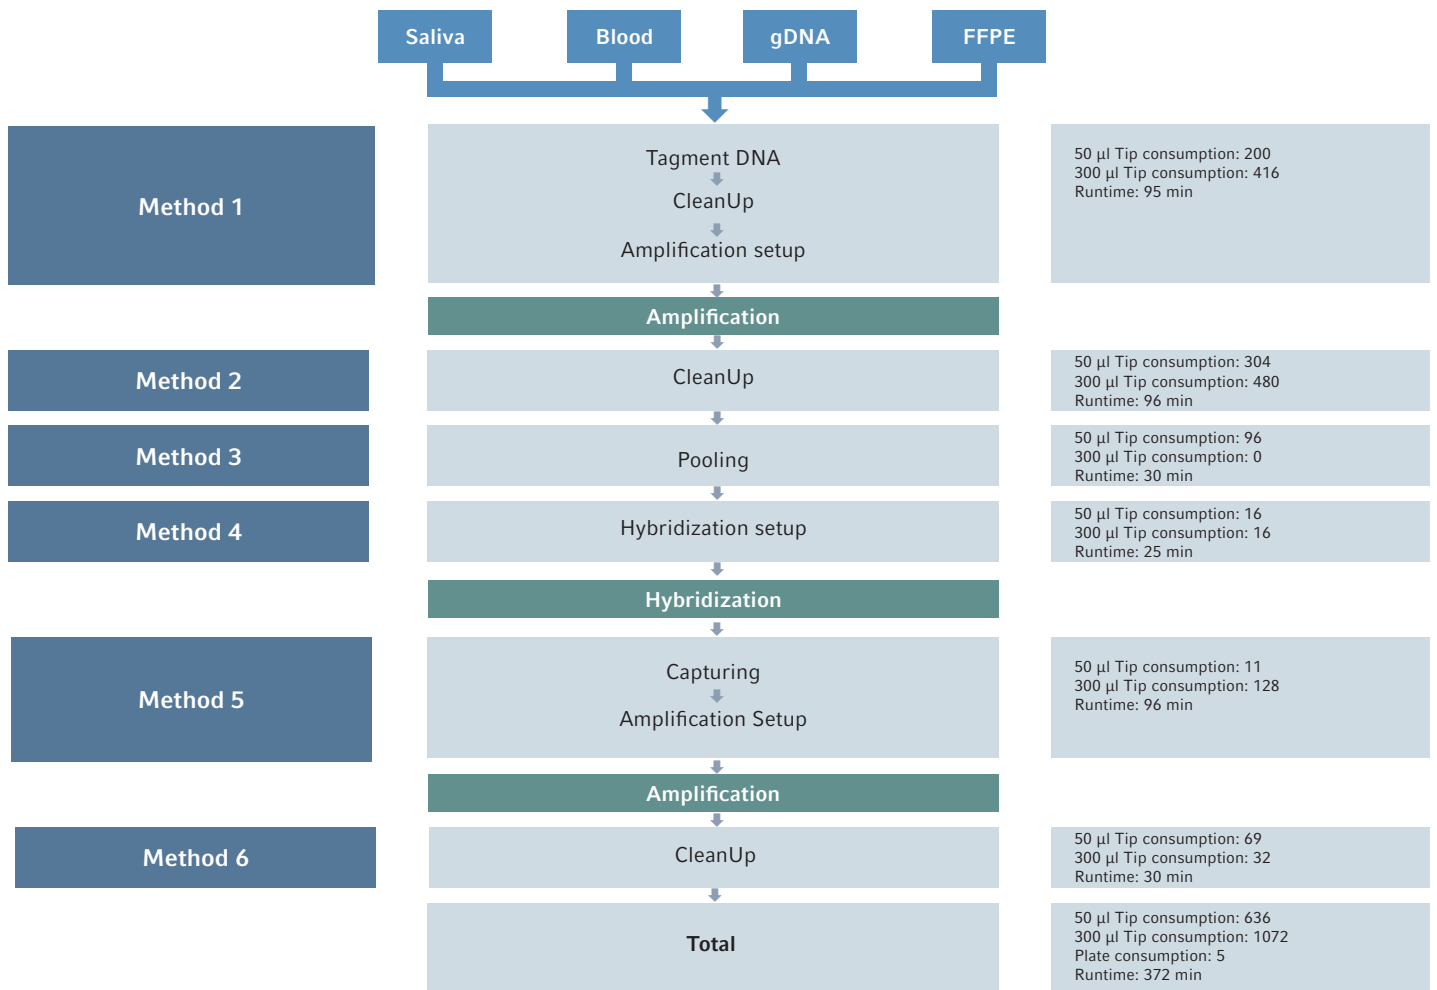 Saliva
Blood
gDNA
FFPE
Method 1
Tagment DNA
CleanUp
Amplification setup
50 µl Tip consumption: 200
300 µl Tip consumption: 416
Runtime: 95 min
Amplification
Method 2
CleanUp
50 µl Tip consumption: 304
300 µl Tip consumption: 480
Runtime: 96 min
Method 3
Pooling
50 µl Tip consumption: 96
300 µl Tip consumption: 0
Runtime: 30 min
Method 4
Hybridization setup
50 µl Tip consumption: 16
300 µl Tip consumption: 16
Runtime: 25 min
Hybridization
Method 5
Capturing
Amplification Setup
50 µl Tip consumption: 11
300 µl Tip consumption: 128
Runtime: 96 min
Amplification
Method 6
CleanUp
50 µl Tip consumption: 69
300 µl Tip consumption: 32
Runtime: 30 min
Total
50 µl Tip consumption: 636
300 µl Tip consumption: 1072
Plate consumption: 5
Runtime: 372 min